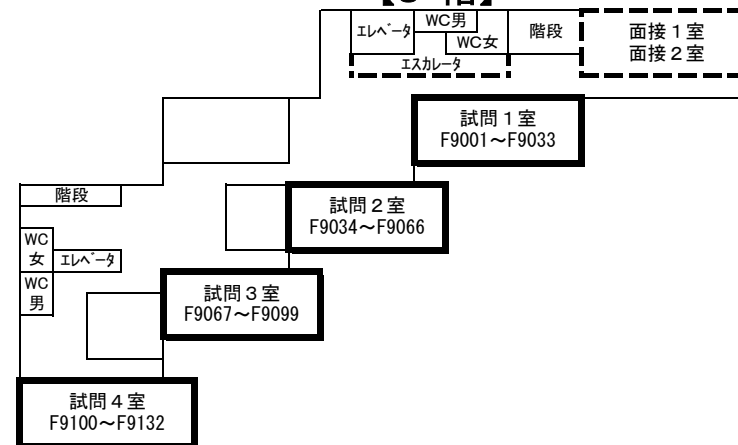 エレベータ
WC男
WC女
階段
面接１室
面接２室
エスカレータ
試問１室
F9001～F9033
階段
試問２室
F9034～F9066
WC
女
エレベータ
WC
男
試問３室
F9067～F9099
試問４室
F9100～F9132